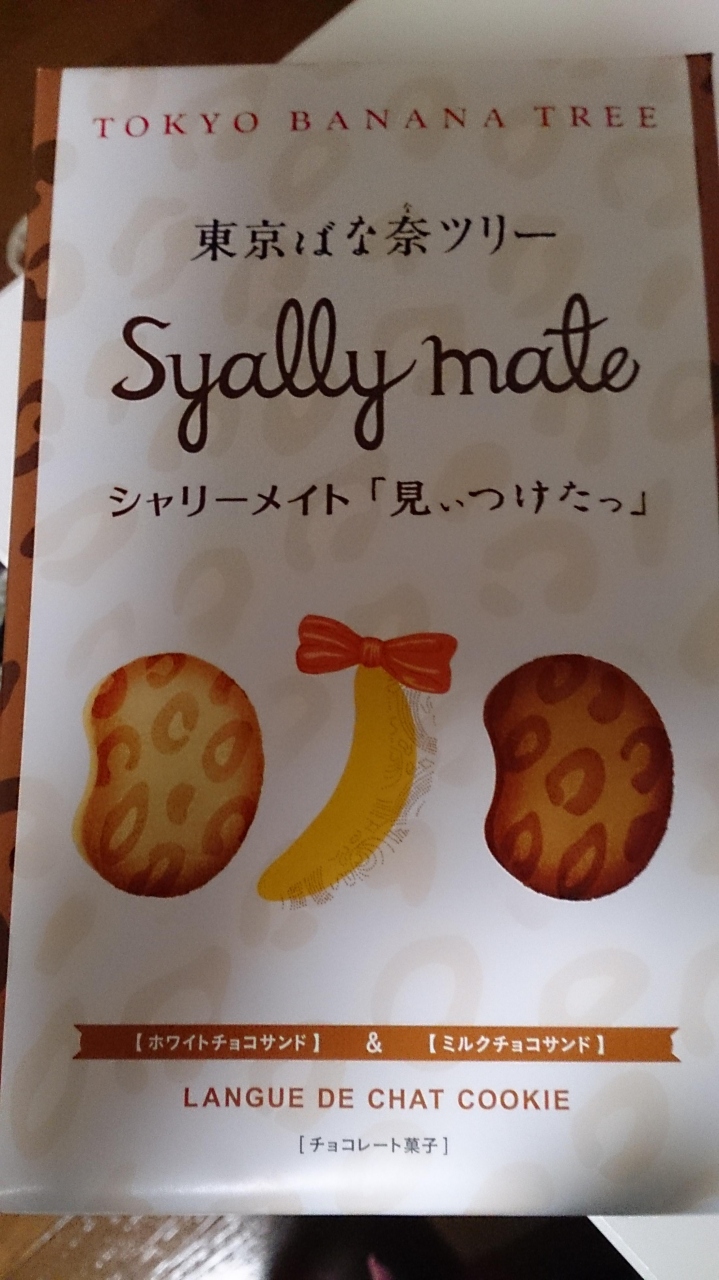 TOKYO BANANA TREE
な
東京ばな奈ツリー
Syally mate
シャリーメイト「見ぃつけたっ」
【ホワイトチョコサンド】 & 【ミルクチョコサンド】
LANGUE DE CHAT COOKIE
[チョコレート菓子]